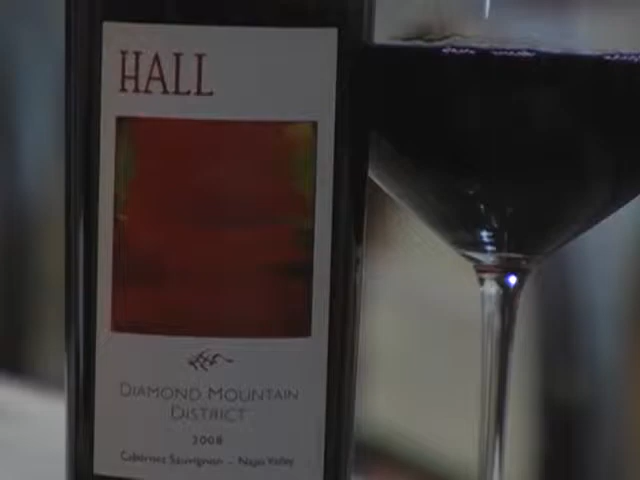 HALL
DIAMOND MOUNTAIN
DISTRICT
2008
Cabernet Sauvignon – Napa Valley